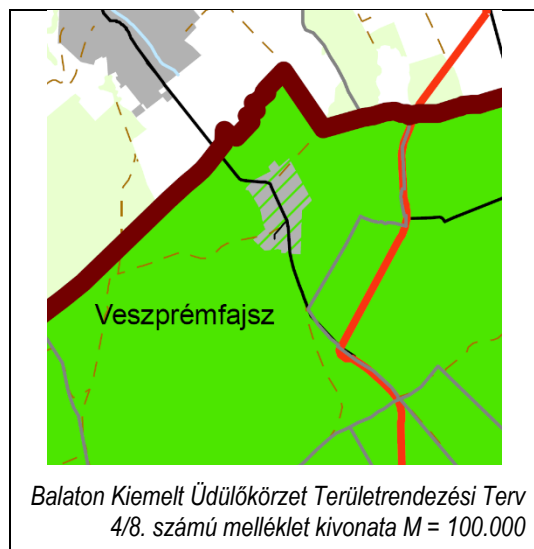 Veszprémfajsz
Balaton Kiemelt Üdülőkörzet Területrendezési Terv
4/8. számú melléklet kivonata M = 100.000